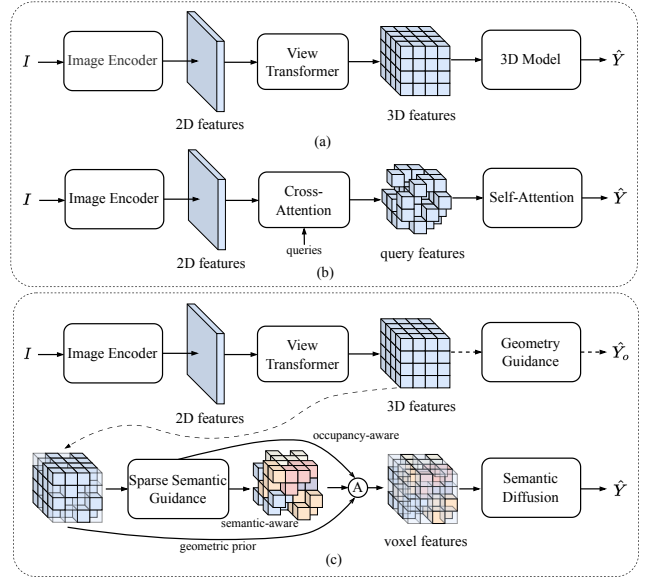 I
Image Encoder
2D features
View
Transformer
3D features
3D Model
Ŷ
(a)
I
Image Encoder
2D features
Cross-
Attention
queries
query features
Self-Attention
Ŷ
(b)
I
Image Encoder
2D features
View
Transformer
3D features
Geometry
Guidance
Ŷₒ
occupancy-aware
Sparse Semantic
Guidance
semantic-aware
A
geometric prior
voxel features
Semantic
Diffusion
Ŷ
(c)